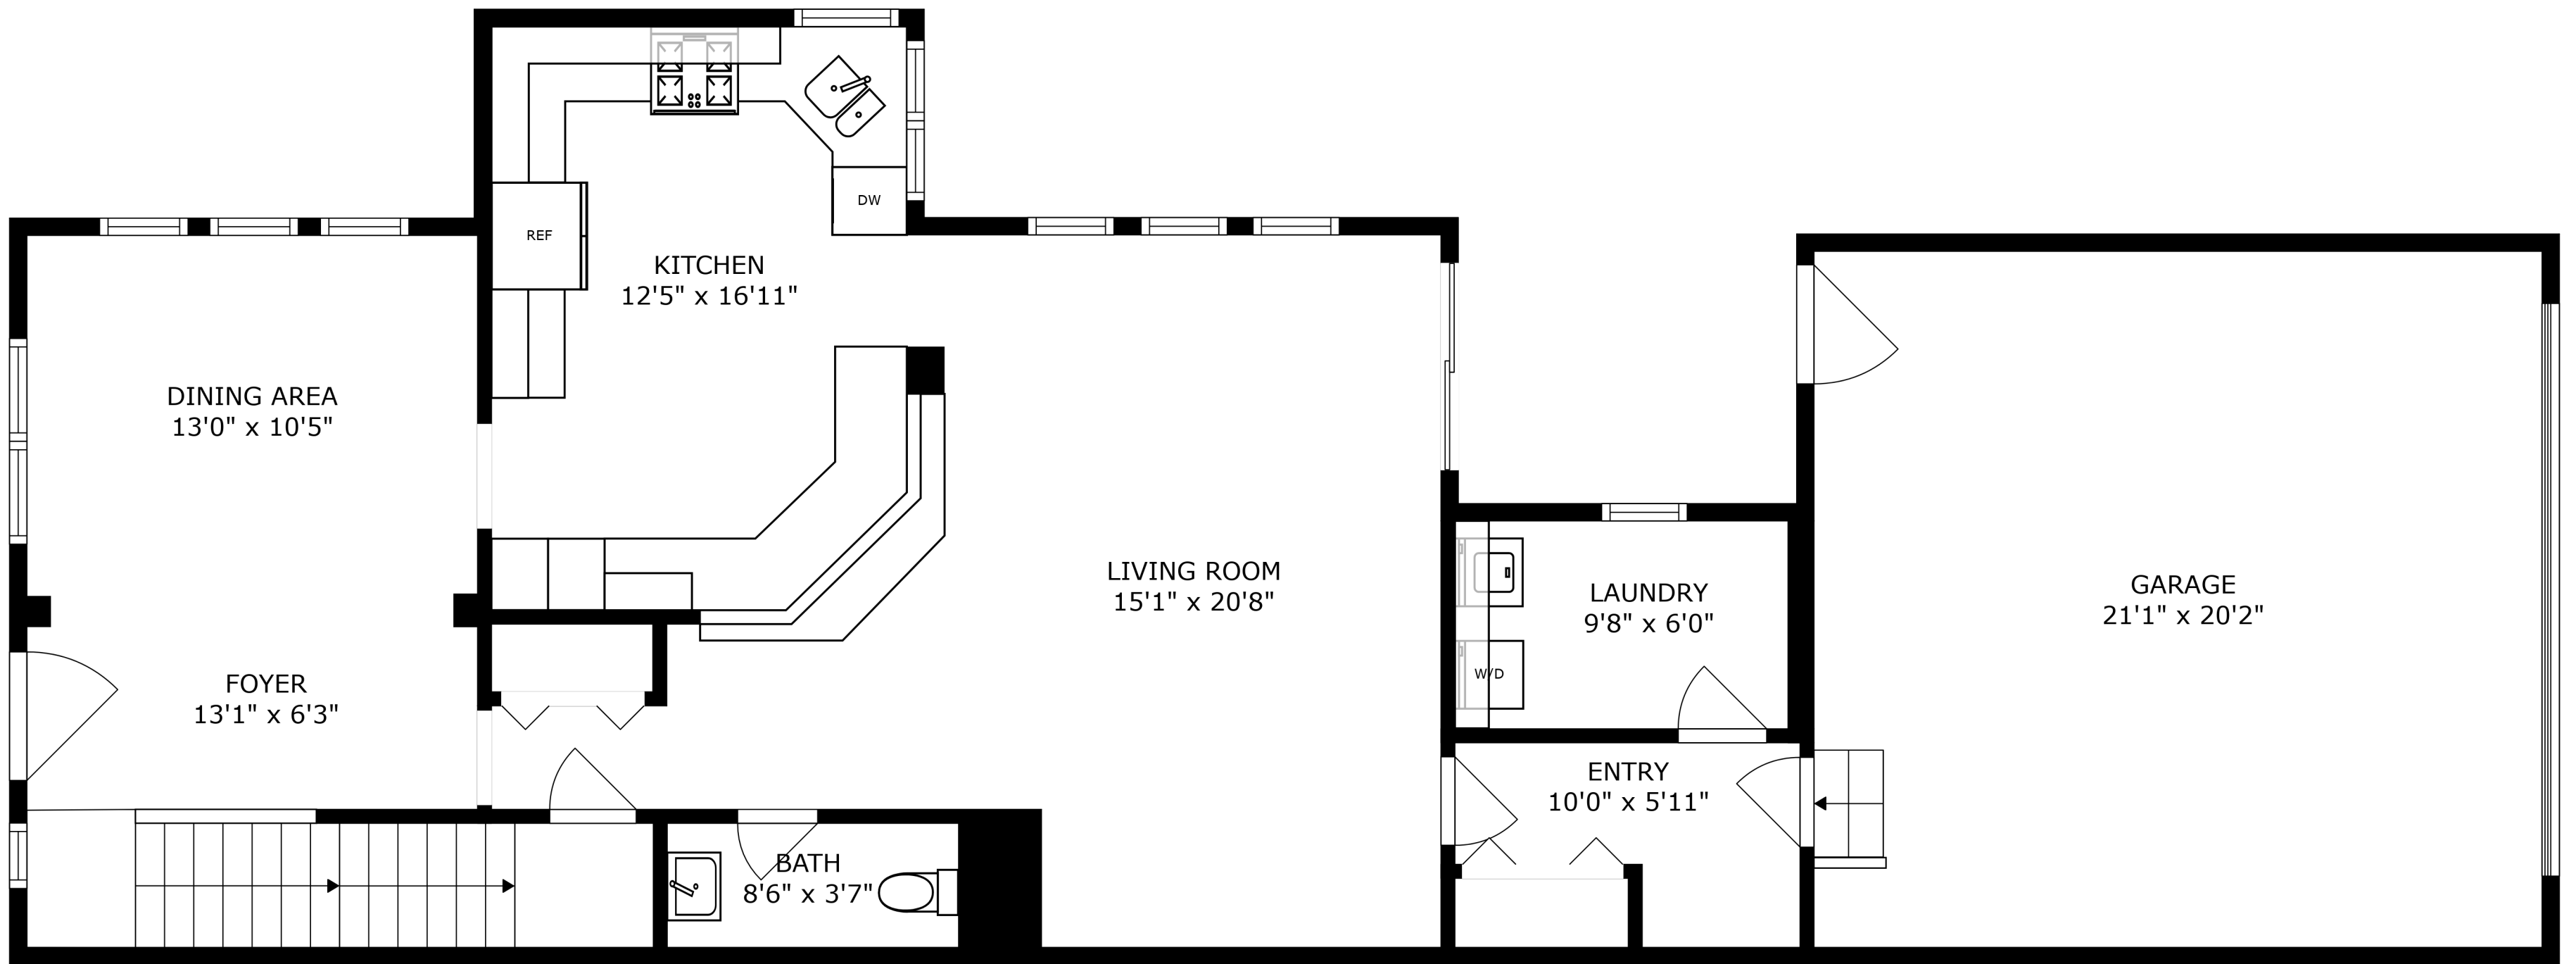 DW
REF
KITCHEN
12'5" x 16'11"
DINING AREA
13'0" x 10'5"
LIVING ROOM
15'1" x 20'8"
LAUNDRY
9'8" x 6'0"
W/D
GARAGE
21'1" x 20'2"
FOYER
13'1" x 6'3"
ENTRY
10'0" x 5'11"
BATH
8'6" x 3'7"